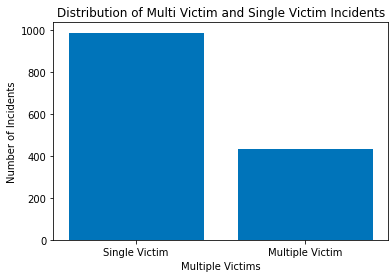 Distribution of Multi Victim and Single Victim Incidents
1000
800
600
400
200
0
Number of Incidents
Single Victim
Multiple Victim
Multiple Victims